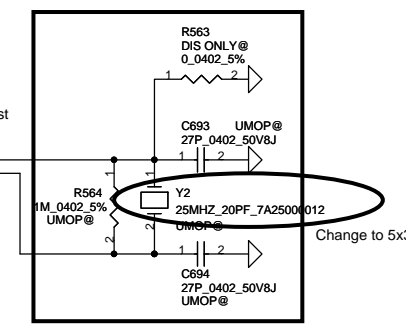 R563
DIS ONLY@
0_0402_5%
1 2
st
C693 UMOP@
27P_0402_50V8J
1 2
1 1
R564 Y2
1M_0402_5% 25MHZ_20PF_7A25000012
UMOP@ UMOP@
2 2
Change to 5x3
1 2
C694
27P_0402_50V8J
UMOP@